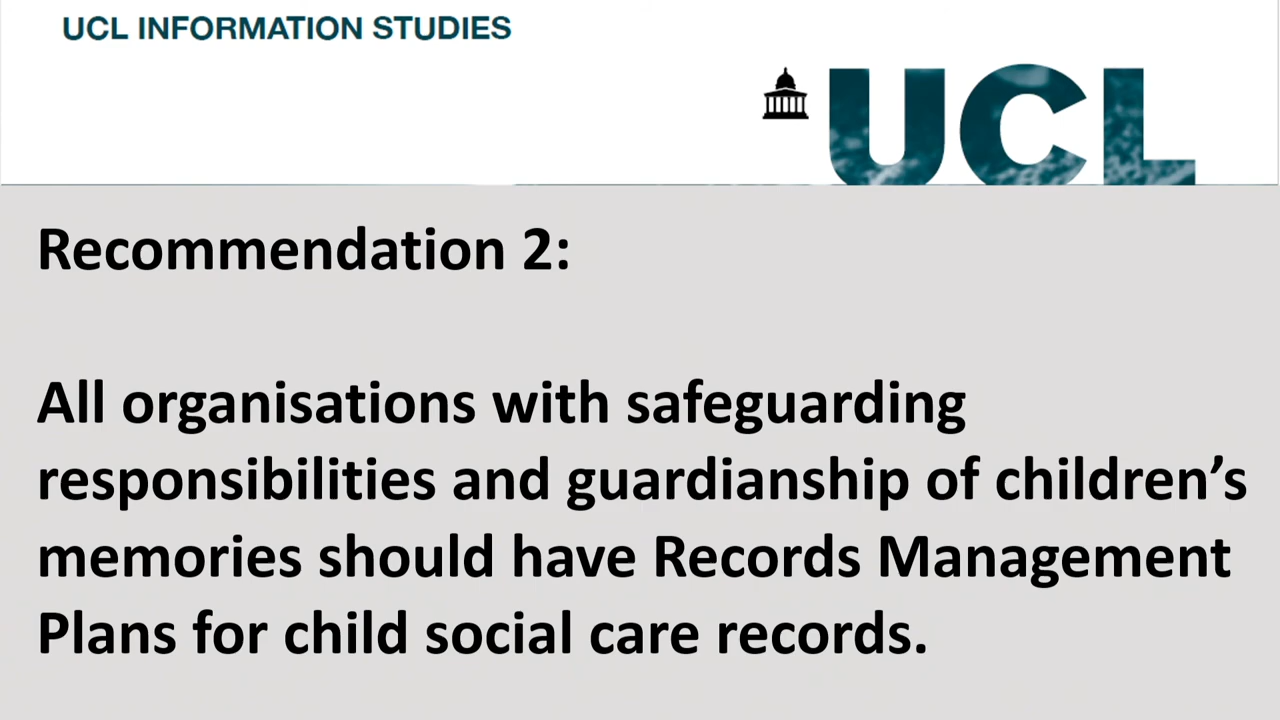 UCL INFORMATION STUDIES
UCL
Recommendation 2:
All organisations with safeguarding
responsibilities and guardianship of children’s
memories should have Records Management
Plans for child social care records.